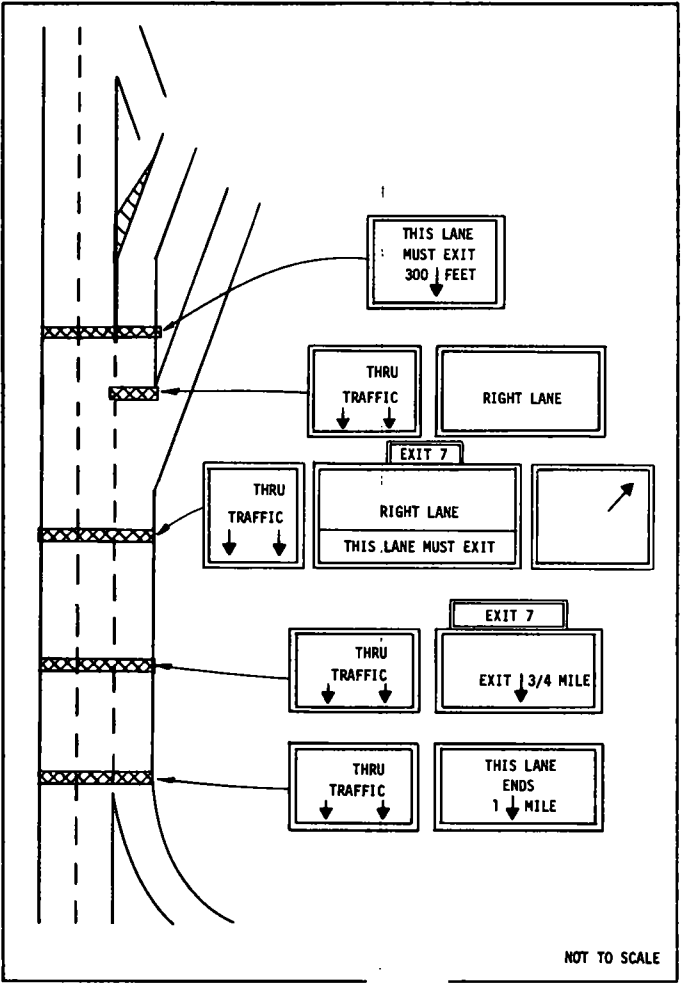 THIS LANE
MUST EXIT
300 FEET
THRU
TRAFFIC
RIGHT LANE
EXIT 7
THRU
TRAFFIC
RIGHT LANE
THIS LANE MUST EXIT
EXIT 7
THRU
TRAFFIC
EXIT 3/4 MILE
THRU
TRAFFIC
THIS LANE
ENDS
1 MILE
NOT TO SCALE